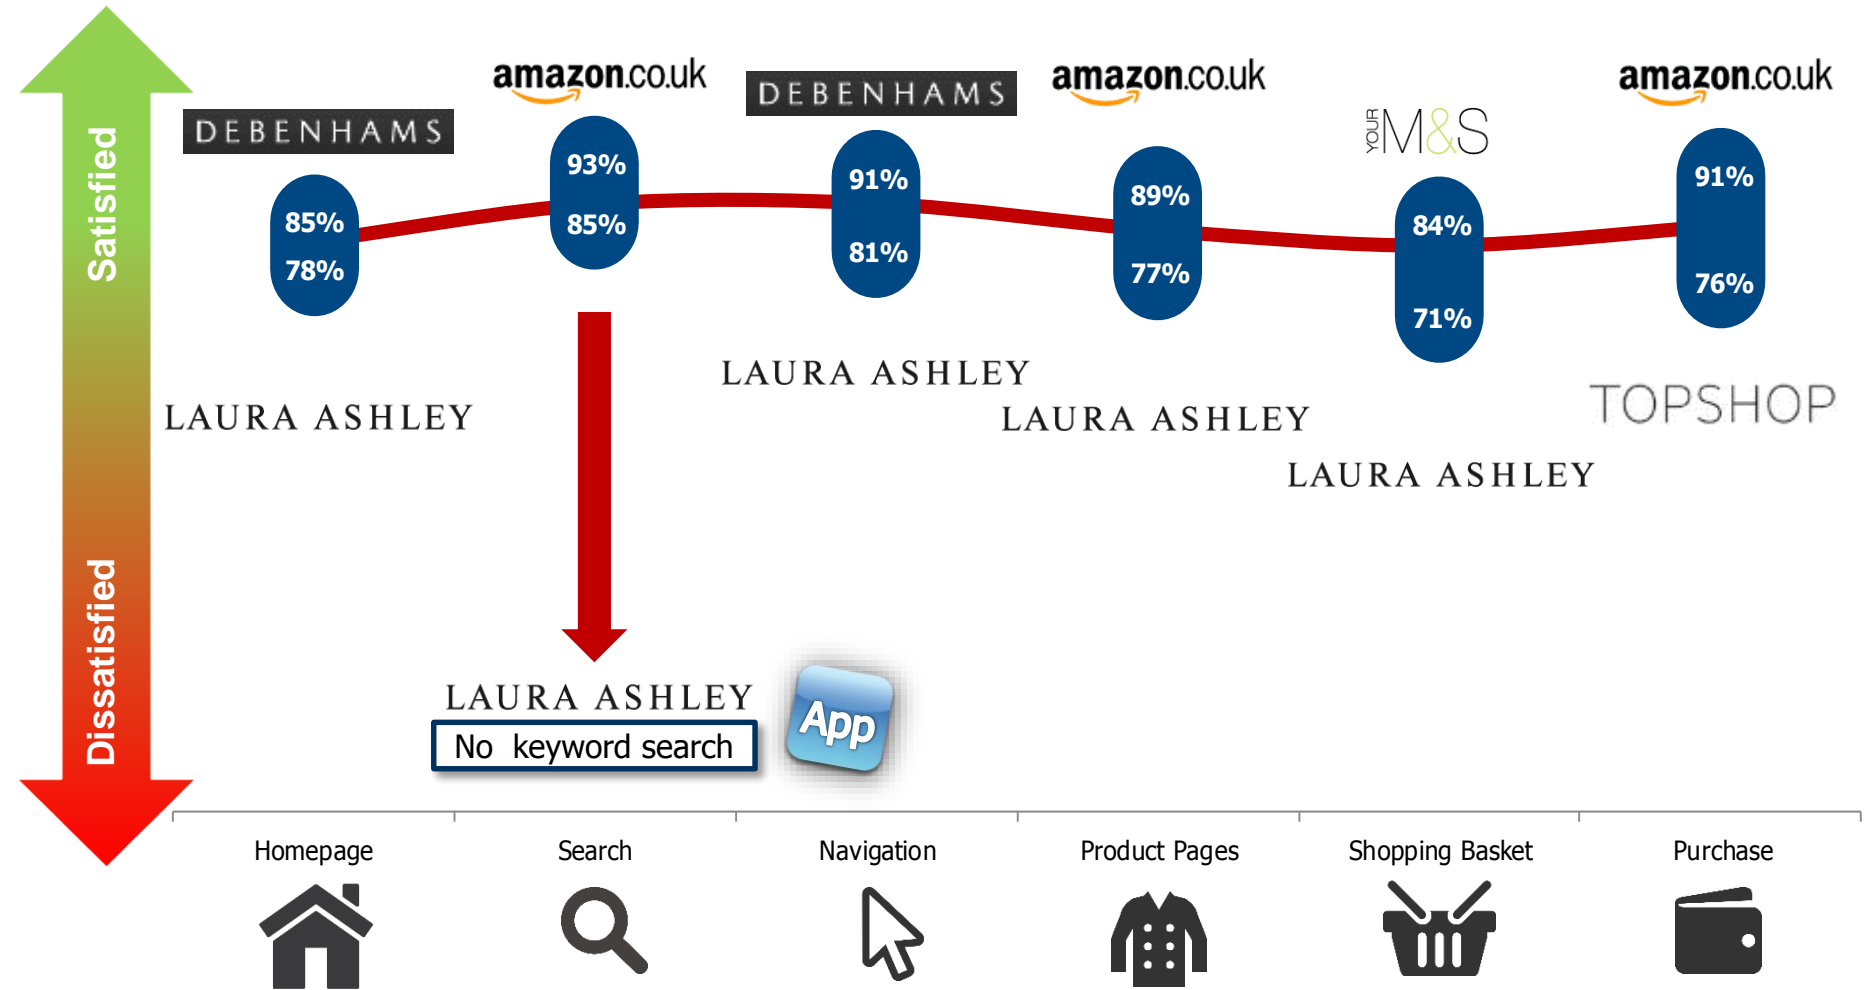 Satisfied
Dissatisfied
DEBENHAMS
amazon.co.uk
DEBENHAMS
amazon.co.uk
YOUR M&S
amazon.co.uk
85%
78%
93%
85%
91%
81%
89%
77%
84%
71%
91%
76%
LAURA ASHLEY
LAURA ASHLEY
LAURA ASHLEY
LAURA ASHLEY
TOPSHOP
LAURA ASHLEY
No keyword search
App
Homepage
Search
Navigation
Product Pages
Shopping Basket
Purchase